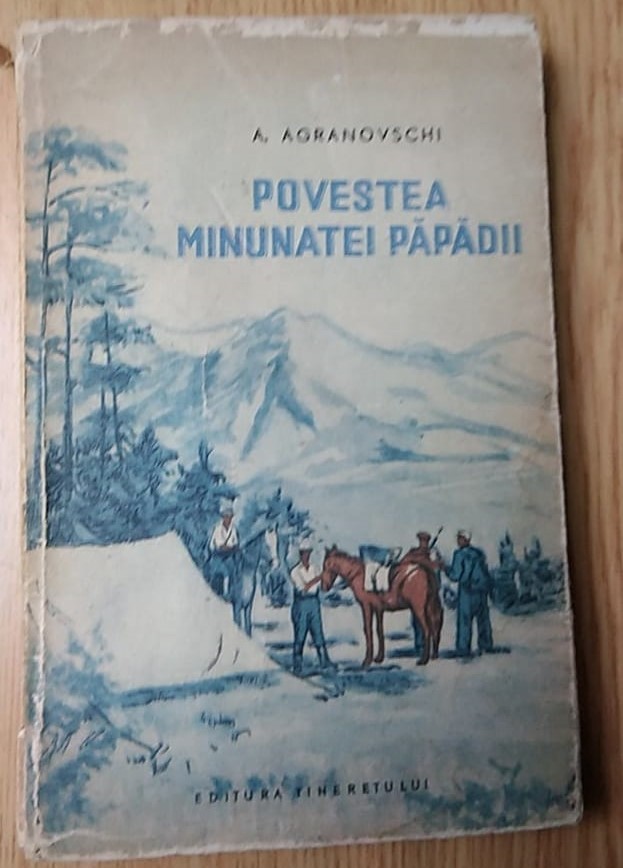 A. AGRANOVSCHI
POVESTEA
MINUNATEI PĂPĂDII
EDITURA TINERETULUI